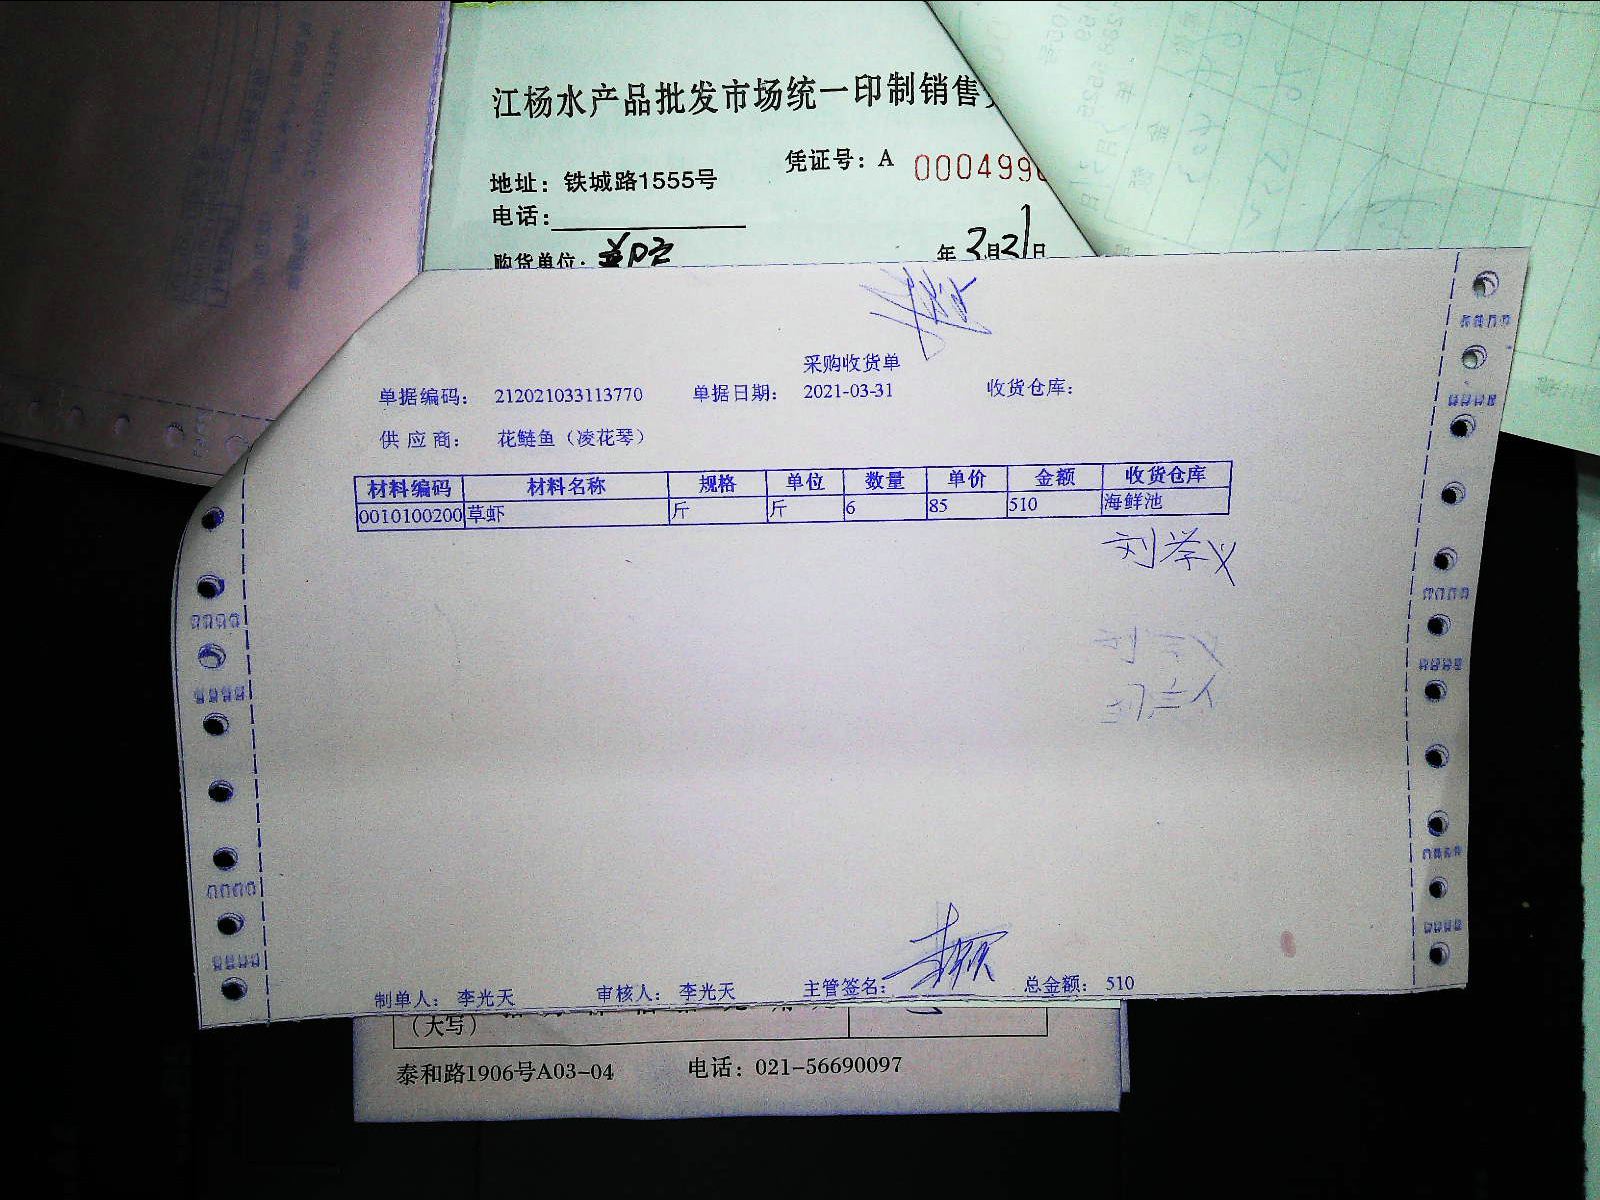 江杨水产品批发市场统一印制销售
凭证号：A 000499
地址：铁城路1555号
电话：
购货单位：
年3月31日
采购收货单
单据编码： 212021033113770 单据日期： 2021-03-31 收货仓库：
供 应 商： 花鲢鱼（凌花琴）
材料编码 材料名称 规格 单位 数量 单价 金额 收货仓库
0010100200 草虾 斤 斤 6 85 510 海鲜池
刘学义
制单人： 李光天 审核人： 李光天 主管签名： 总金额： 510
（大写）
泰和路1906号A03-04 电话：021-56690097